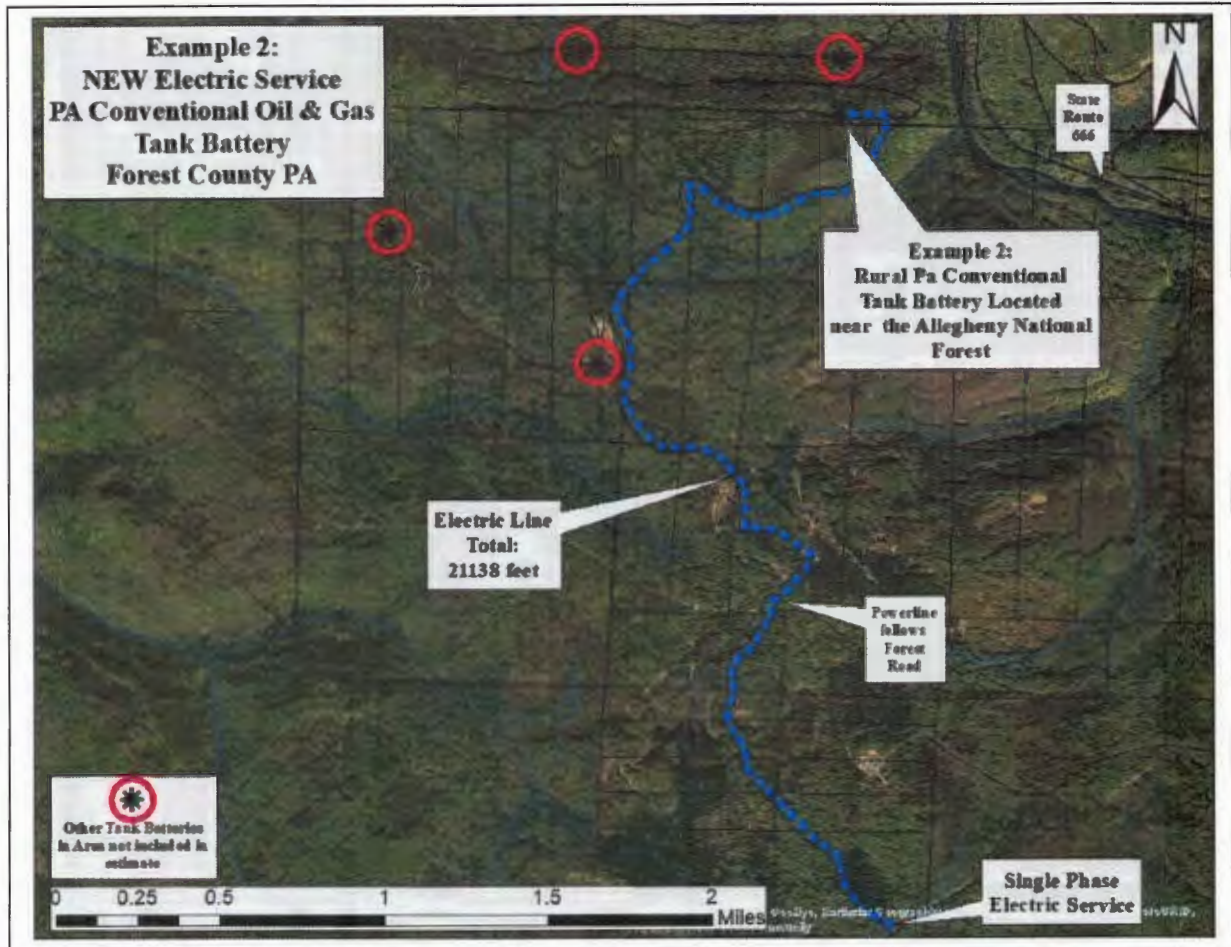 Example 2:
NEW Electric Service
PA Conventional Oil & Gas
Tank Battery
Forest County PA
N
State
Route
666
Example 2:
Rural Pa Conventional
Tank Battery Located
near the Allegheny National
Forest
Electric Line
Total:
21138 feet
Powerline
follows
Forest
Road
Other Tank Batteries
in Area not included in
estimate
Single Phase
Electric Service
0 0.25 0.5 1 1.5 2
Miles